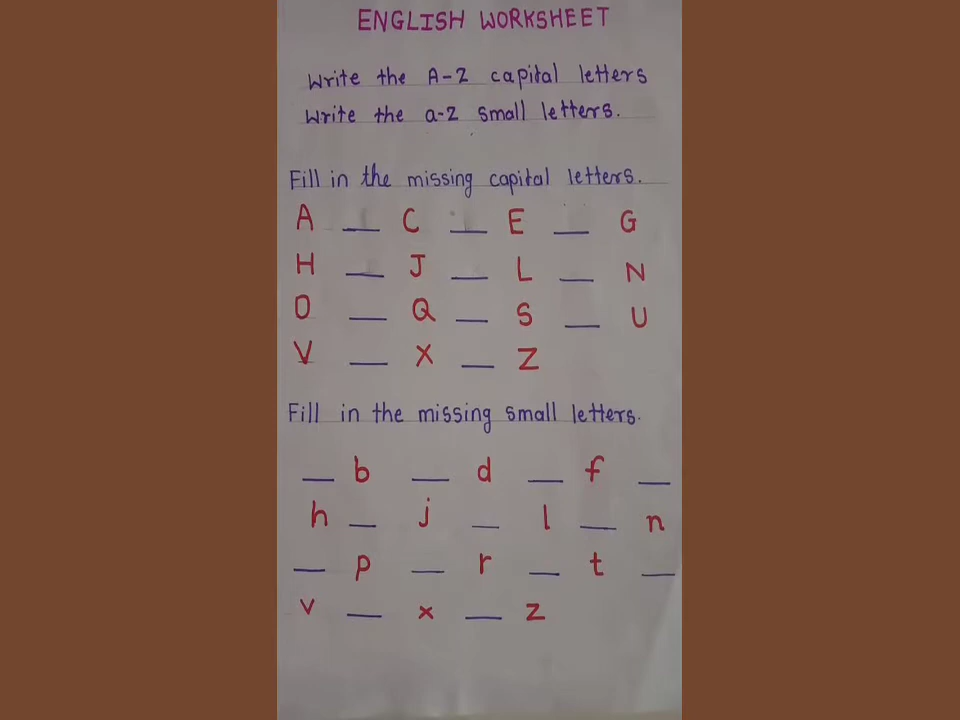 ENGLISH WORKSHEET
Write the A-Z capital letters
Write the a-z small letters.
Fill in the missing capital letters.
A __ C __ E __ G
H __ J __ L __ N
O __ Q __ S __ U
V __ X __ Z
Fill in the missing small letters.
__ b __ d __ f __
h __ j __ l __ n
__ p __ r __ t __
v __ x __ z